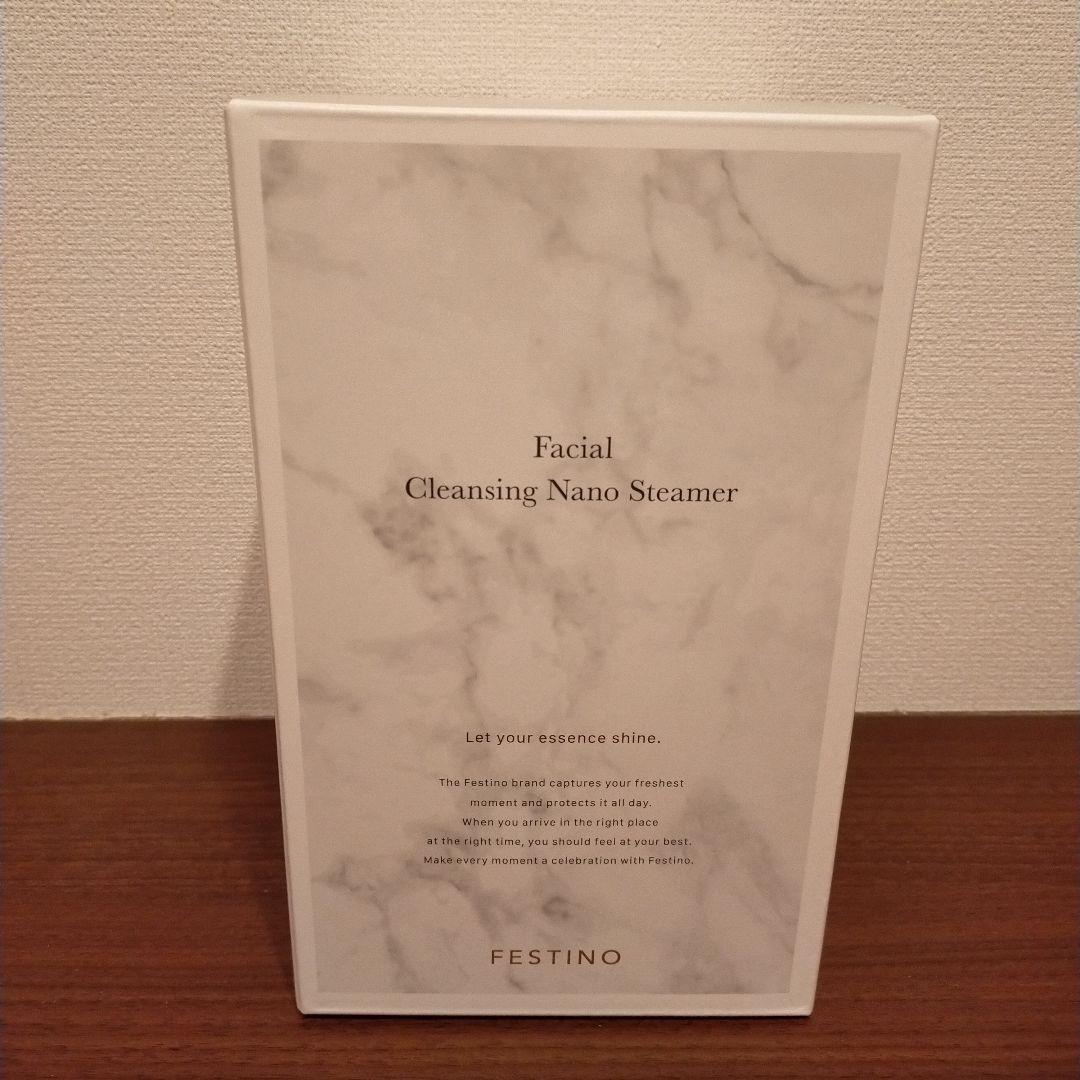 Facial
Cleansing Nano Steamer
Let your essence shine.
The Festino brand captures your freshest
moment and protects it all day.
When you arrive in the right place
at the right time, you should feel at your best.
Make every moment a celebration with Festino.
FESTINO